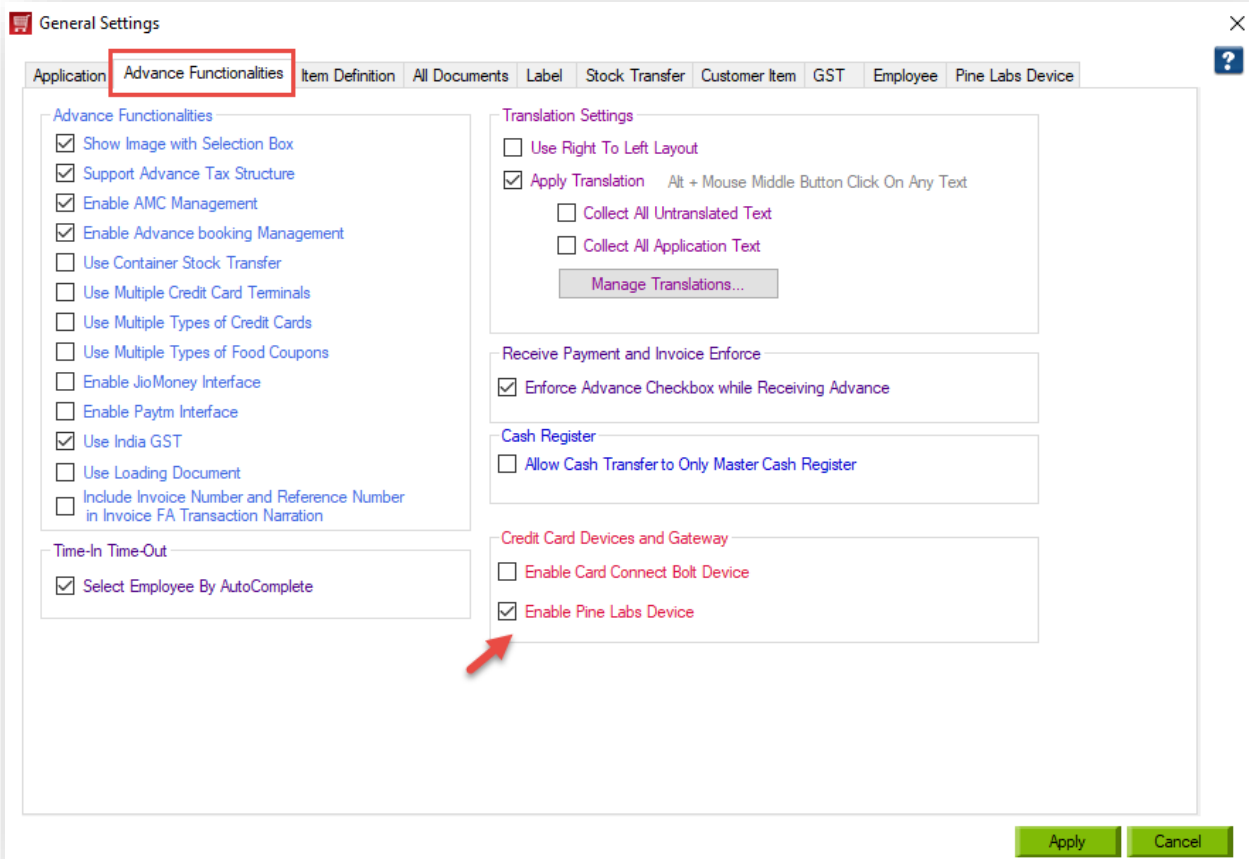 General Settings
Application
Advance Functionalities
Item Definition
All Documents
Label
Stock Transfer
Customer Item
GST
Employee
Pine Labs Device
?
Advance Functionalities
Show Image with Selection Box
Support Advance Tax Structure
Enable AMC Management
Enable Advance booking Management
Use Container Stock Transfer
Use Multiple Credit Card Terminals
Use Multiple Types of Credit Cards
Use Multiple Types of Food Coupons
Enable JioMoney Interface
Enable Paytm Interface
Use India GST
Use Loading Document
Include Invoice Number and Reference Number
in Invoice FA Transaction Narration
Time-In Time-Out
Select Employee By AutoComplete
Translation Settings
Use Right To Left Layout
Apply Translation Alt + Mouse Middle Button Click On Any Text
Collect All Untranslated Text
Collect All Application Text
Manage Translations...
Receive Payment and Invoice Enforce
Enforce Advance Checkbox while Receiving Advance
Cash Register
Allow Cash Transfer to Only Master Cash Register
Credit Card Devices and Gateway
Enable Card Connect Bolt Device
Enable Pine Labs Device
Apply
Cancel